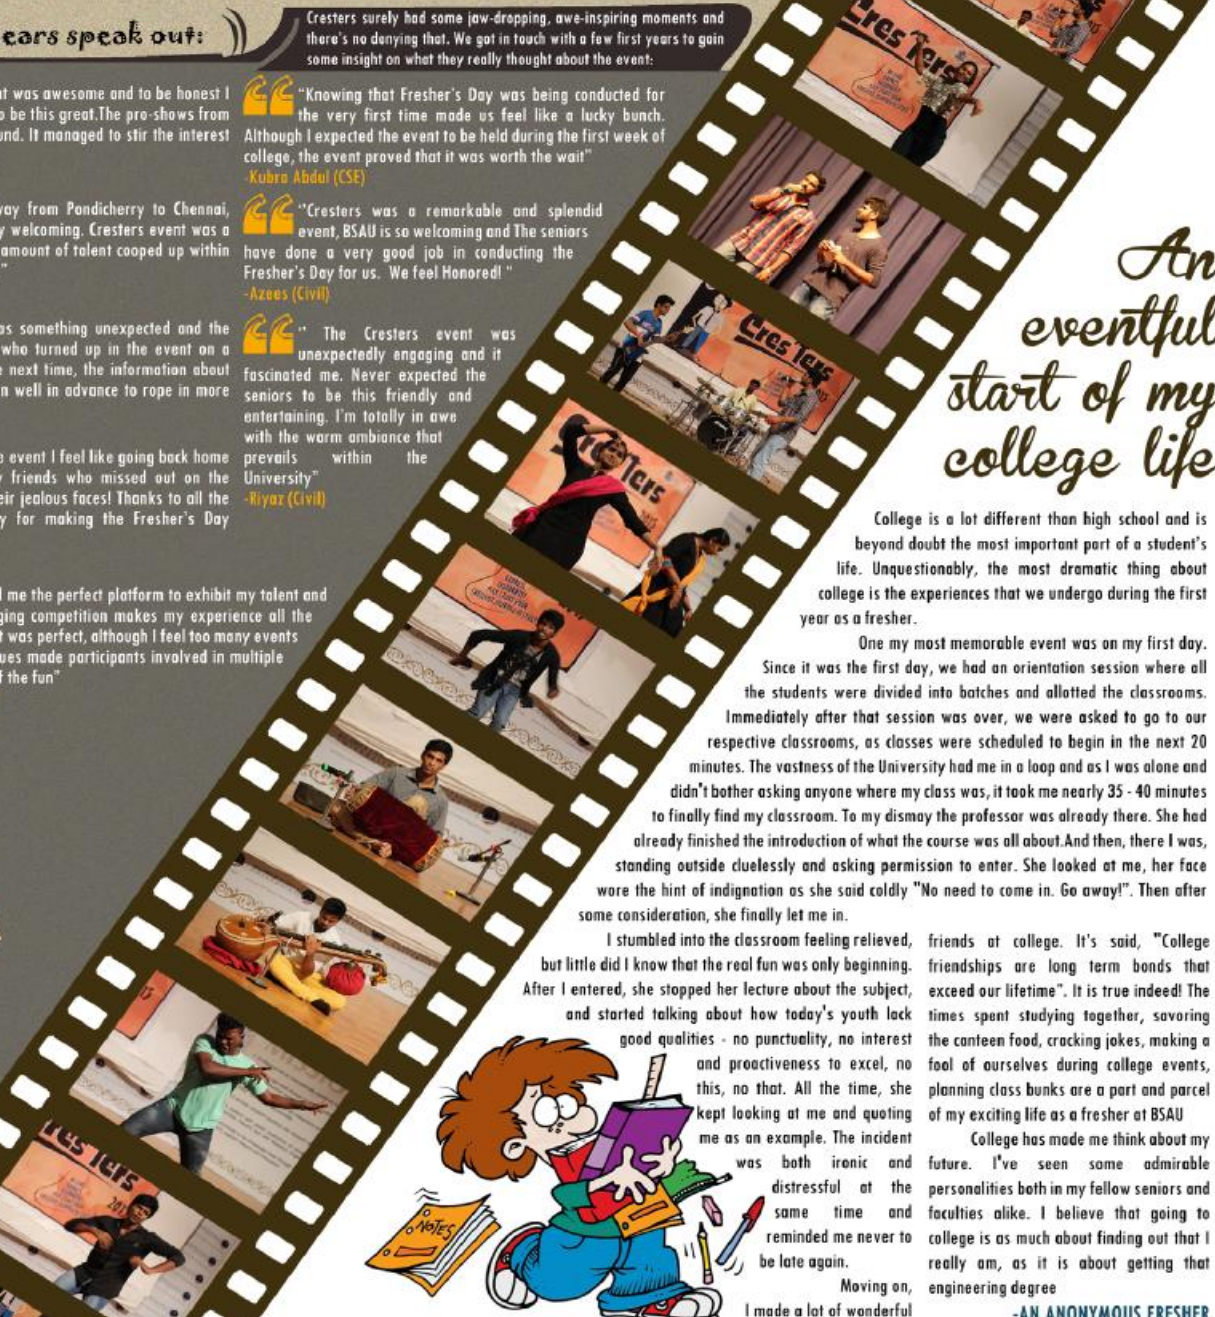 ears speak out:
Cresters surely had some jaw-dropping, awe-inspiring moments and
there's no denying that. We got in touch with a few first years to gain
some insight on what they really thought about the event:
at was awesome and to be honest I
o be this great.The pro-shows from
und. It managed to stir the interest
way from Pondicherry to Chennai,
y welcoming. Cresters event was a
amount of talent cooped up within
"
as something unexpected and the
who turned up in the event on a
e next time, the information about
n well in advance to rope in more
e event I feel like going back home
y friends who missed out on the
eir jealous faces! Thanks to all the
y for making the Fresher's Day
l me the perfect platform to exhibit my talent and
ging competition makes my experience all the
t was perfect, although I feel too many events
ues made participants involved in multiple
f the fun"
"Knowing that Fresher's Day was being conducted for
the very first time made us feel like a lucky bunch.
Although I expected the event to be held during the first week of
college, the event proved that it was worth the wait"
-Kubra Abdul (CSE)
"Cresters was a remarkable and splendid
event, BSAU is so welcoming and The seniors
have done a very good job in conducting the
Fresher's Day for us. We feel Honored! "
-Azees (Civil)
" The Cresters event was
unexpectedly engaging and it
fascinated me. Never expected the
seniors to be this friendly and
entertaining. I'm totally in awe
with the warm ambiance that
prevails within the
University"
-Riyaz (Civil)
Cres Ters
Cres Ters
2015
Cres Ters
2015
Cres Ters
2015
An
eventful
start of my
college life
College is a lot different than high school and is
beyond doubt the most important part of a student's
life. Unquestionably, the most dramatic thing about
college is the experiences that we undergo during the first
year as a fresher.
One my most memorable event was on my first day.
Since it was the first day, we had an orientation session where all
the students were divided into batches and allotted the classrooms.
Immediately after that session was over, we were asked to go to our
respective classrooms, as classes were scheduled to begin in the next 20
minutes. The vastness of the University had me in a loop and as I was alone and
didn't bother asking anyone where my class was, it took me nearly 35 - 40 minutes
to finally find my classroom. To my dismay the professor was already there. She had
already finished the introduction of what the course was all about.And then, there I was,
standing outside cluelessly and asking permission to enter. She looked at me, her face
wore the hint of indignation as she said coldly "No need to come in. Go away!". Then after
some consideration, she finally let me in.
I stumbled into the classroom feeling relieved,
but little did I know that the real fun was only beginning.
After I entered, she stopped her lecture about the subject,
and started talking about how today's youth lack
good qualities - no punctuality, no interest
and proactiveness to excel, no
this, no that. All the time, she
kept looking at me and quoting
me as an example. The incident
was both ironic and
distressful at the
same time and
reminded me never to
be late again.
Moving on,
I made a lot of wonderful
NOTES
friends at college. It's said, "College
friendships are long term bonds that
exceed our lifetime". It is true indeed! The
times spent studying together, savoring
the canteen food, cracking jokes, making a
fool of ourselves during college events,
planning class bunks are a part and parcel
of my exciting life as a fresher at BSAU
College has made me think about my
future. I've seen some admirable
personalities both in my fellow seniors and
faculties alike. I believe that going to
college is as much about finding out that I
really am, as it is about getting that
engineering degree
-AN ANONYMOUS FRESHER